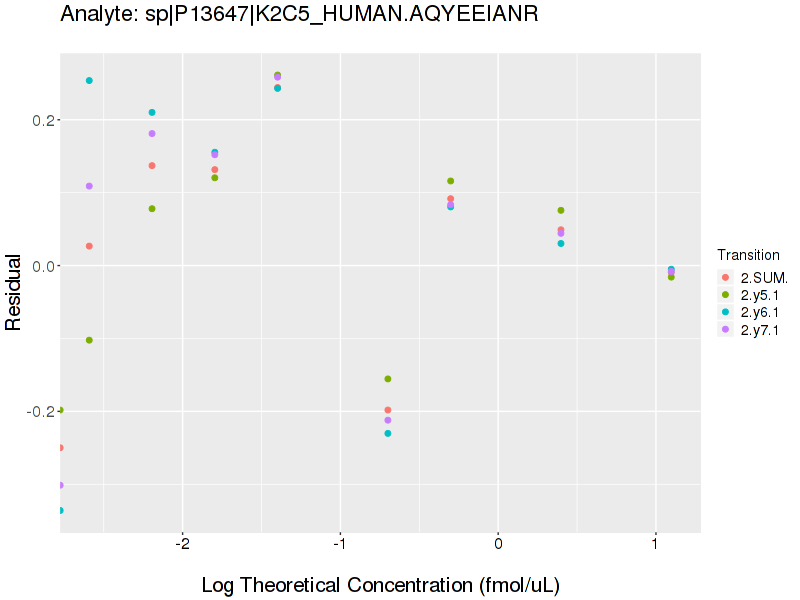 Analyte: sp|P13647|K2C5_HUMAN.AQYEEIANR
Residual
0.2
0.0
-0.2
-2
-1
0
1
Log Theoretical Concentration (fmol/uL)
Transition
2.SUM.
2.y5.1
2.y6.1
2.y7.1